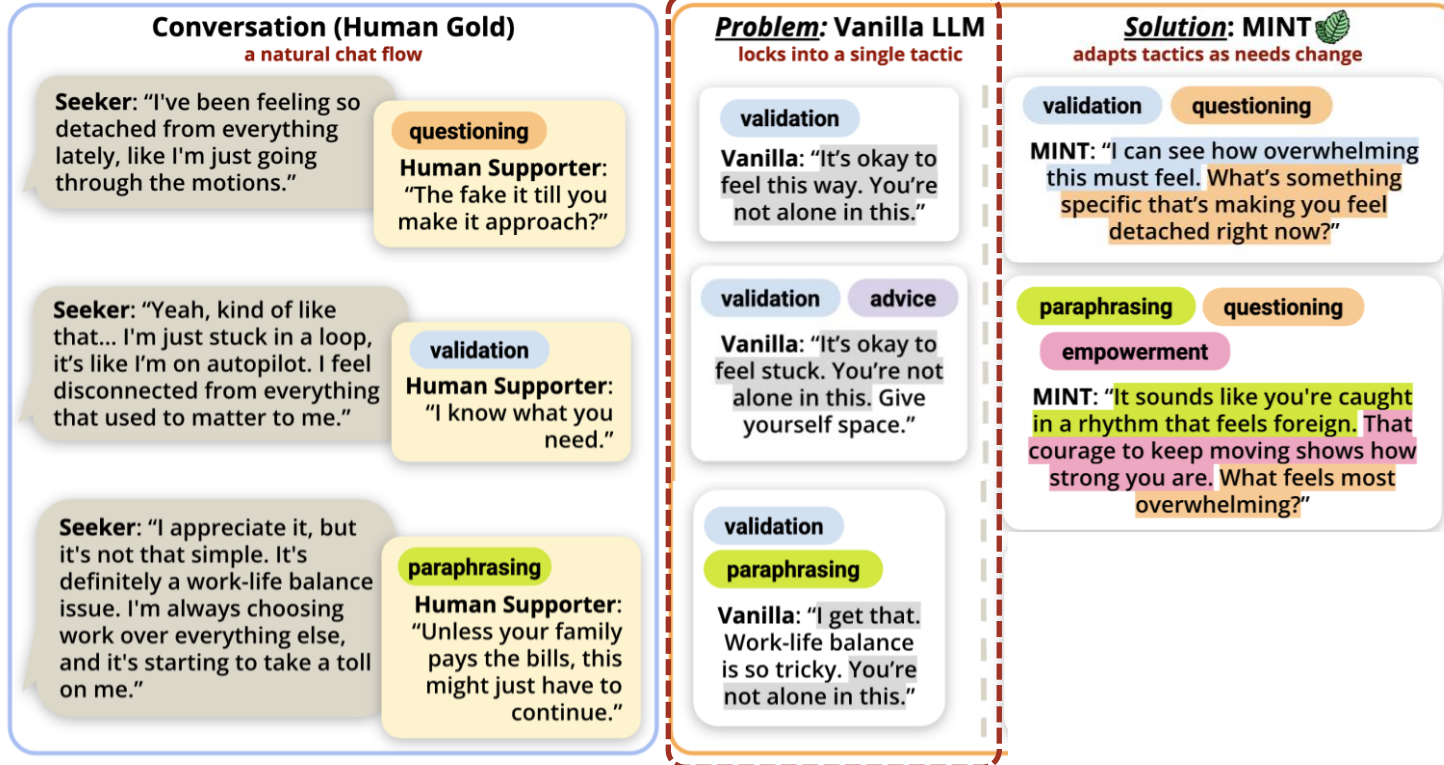 Conversation (Human Gold)
a natural chat flow
Seeker: “I've been feeling so
detached from everything
lately, like I'm just going
through the motions.”
questioning
Human Supporter:
“The fake it till you
make it approach?”
Seeker: “Yeah, kind of like
that... I'm just stuck in a loop,
it’s like I’m on autopilot. I feel
disconnected from everything
that used to matter to me.”
validation
Human Supporter:
“I know what you
need.”
Seeker: “I appreciate it, but
it's not that simple. It's
definitely a work-life balance
issue. I'm always choosing
work over everything else,
and it's starting to take a toll
on me.”
paraphrasing
Human Supporter:
“Unless your family
pays the bills, this
might just have to
continue.”
Problem: Vanilla LLM
locks into a single tactic
validation
Vanilla: “It’s okay to
feel this way. You’re
not alone in this.”
validation advice
Vanilla: “It’s okay to
feel stuck. You’re not
alone in this. Give
yourself space.”
validation
paraphrasing
Vanilla: “I get that.
Work-life balance
is so tricky. You’re
not alone in this.”
Solution: MINT
adapts tactics as needs change
validation questioning
MINT: “I can see how overwhelming
this must feel. What’s something
specific that’s making you feel
detached right now?”
paraphrasing questioning
empowerment
MINT: “It sounds like you're caught
in a rhythm that feels foreign. That
courage to keep moving shows how
strong you are. What feels most
overwhelming?”